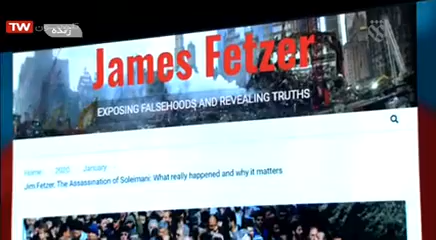 TW
زنده
James Fetzer
EXPOSING FALSEHOODS AND REVEALING TRUTHS
Home 2020 January
Jim Fetzer, The Assassination of Soleimani: What really happened and why it matters